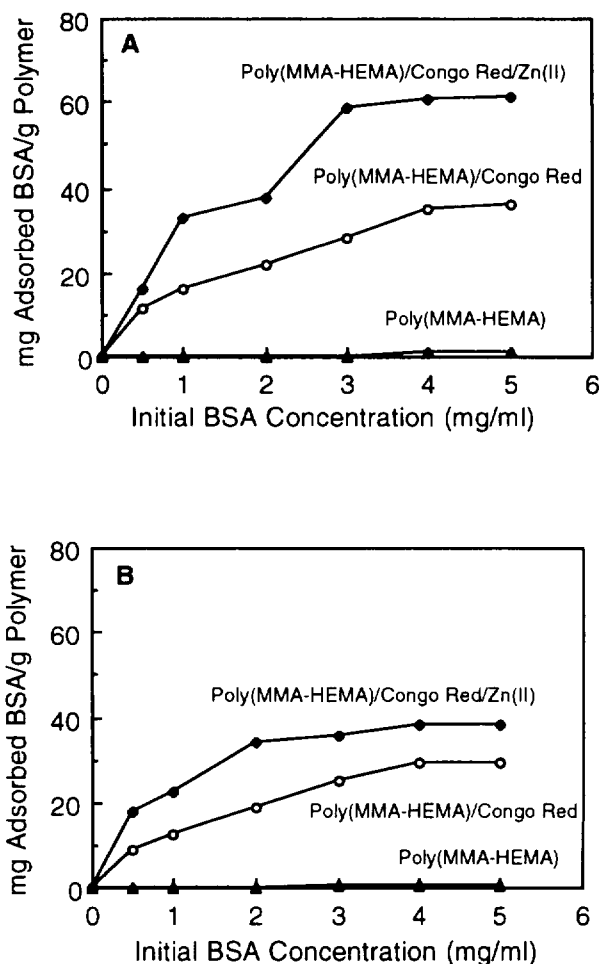 A
80
60
40
20
0
mg Adsorbed BSA/g Polymer
Poly(MMA-HEMA)/Congo Red/Zn(II)
Poly(MMA-HEMA)/Congo Red
Poly(MMA-HEMA)
0 1 2 3 4 5 6
Initial BSA Concentration (mg/ml)
B
80
60
40
20
0
mg Adsorbed BSA/g Polymer
Poly(MMA-HEMA)/Congo Red/Zn(II)
Poly(MMA-HEMA)/Congo Red
Poly(MMA-HEMA)
0 1 2 3 4 5 6
Initial BSA Concentration (mg/ml)